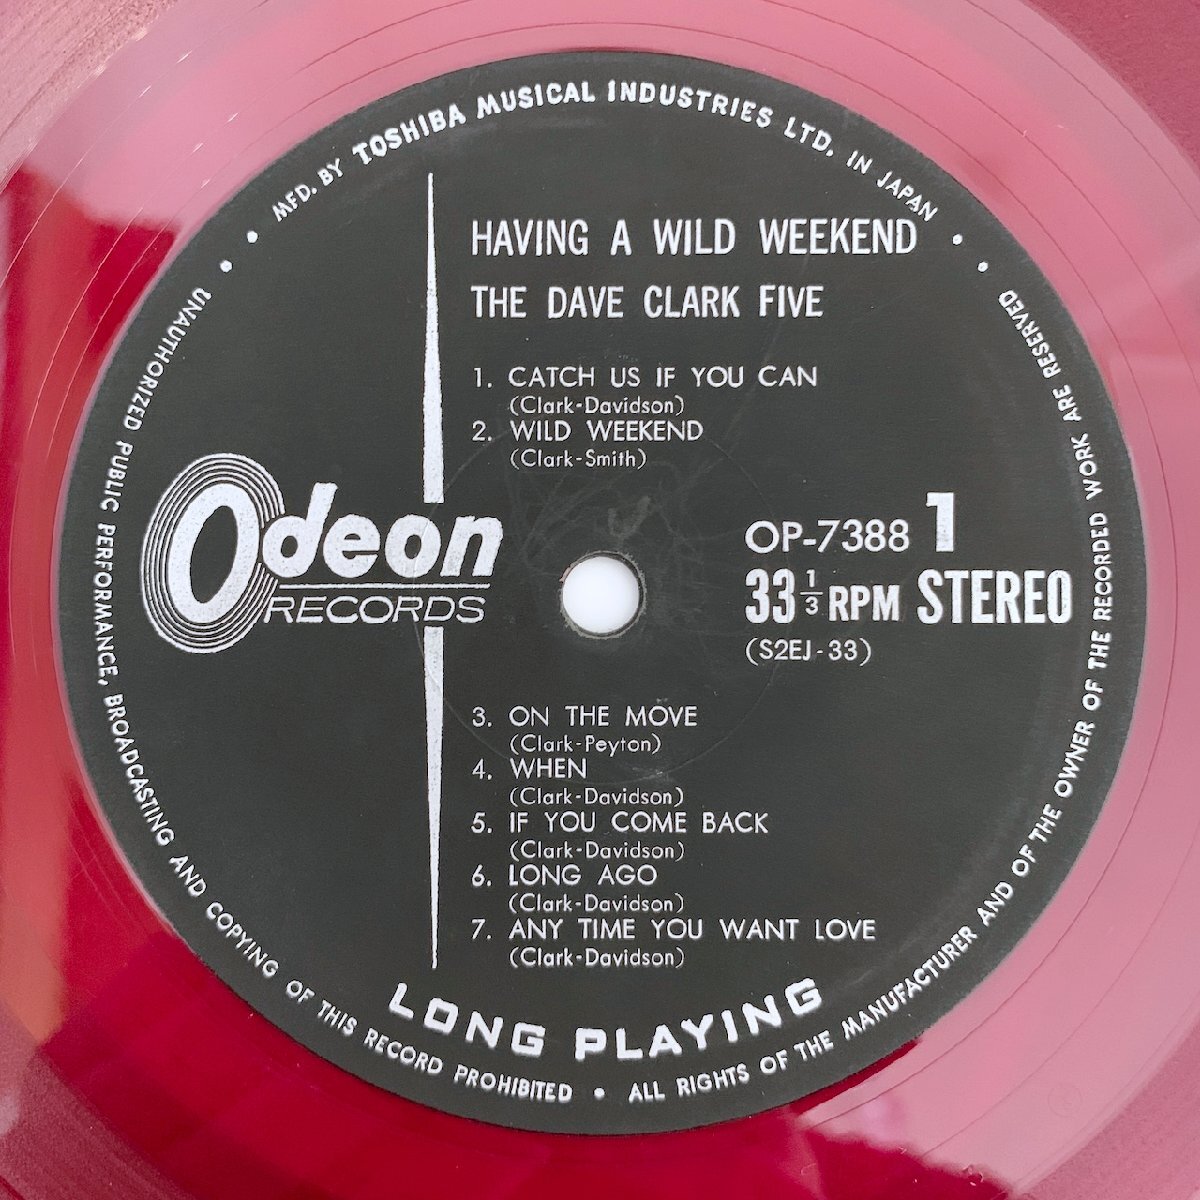 MFD. BY TOSHIBA MUSICAL INDUSTRIES LTD. IN JAPAN
HAVING A WILD WEEKEND
THE DAVE CLARK FIVE
1. CATCH US IF YOU CAN
(Clark-Davidson)
2. WILD WEEKEND
(Clark-Smith)
Odeon
RECORDS
OP-7388 1
33 1/3 RPM STEREO
(S2EJ-33)
3. ON THE MOVE
(Clark-Peyton)
4. WHEN
(Clark-Davidson)
5. IF YOU COME BACK
(Clark-Davidson)
6. LONG AGO
(Clark-Davidson)
7. ANY TIME YOU WANT LOVE
(Clark-Davidson)
LONG PLAYING
UNAUTHORIZED PUBLIC PERFORMANCE, BROADCASTING AND COPYING OF THIS RECORD PROHIBITED • ALL RIGHTS OF THE MANUFACTURER AND OF THE OWNER OF THE RECORDED WORK ARE RESERVED